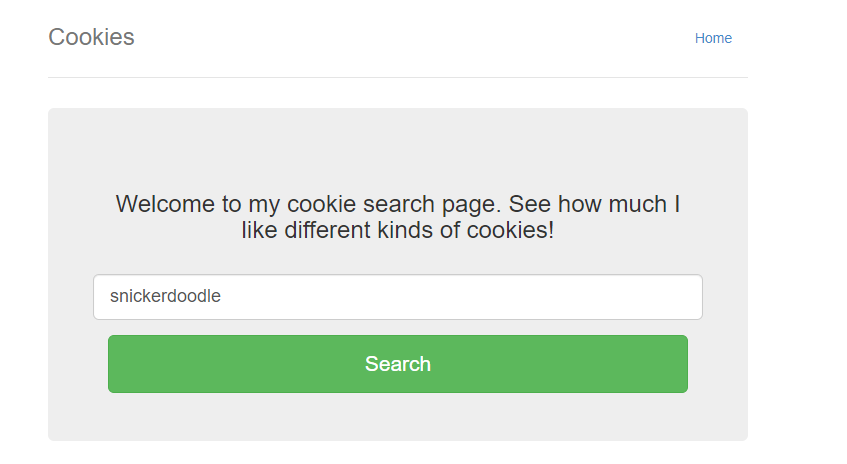 Cookies
Home
Welcome to my cookie search page. See how much I
like different kinds of cookies!
snickerdoodle
Search